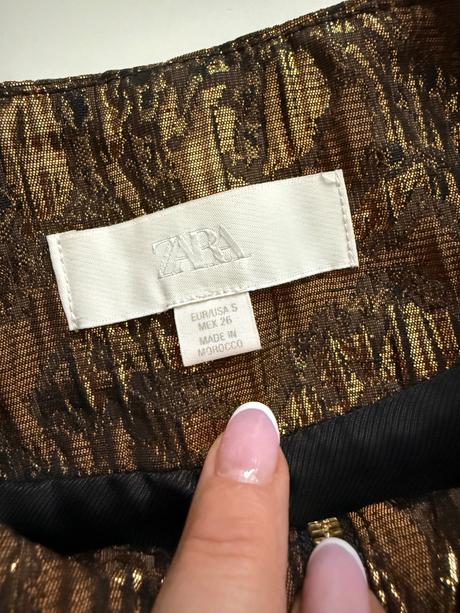 ZARA
EUR/USA S
MEX 26
MADE IN
MOROCCO